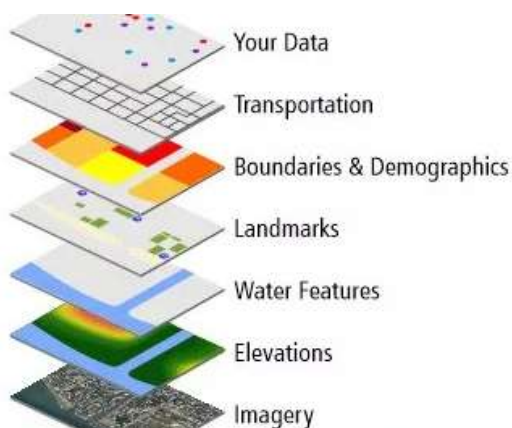 Your Data
Transportation
Boundaries & Demographics
Landmarks
Water Features
Elevations
Imagery